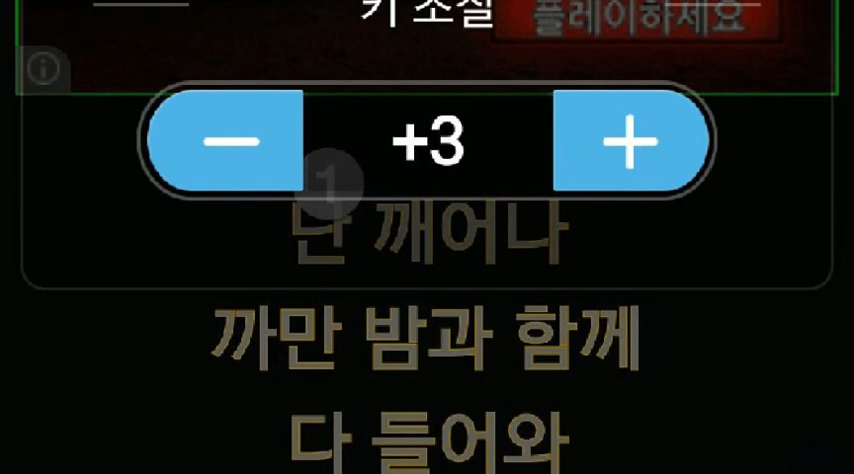 키 조절
플레이하세요
+3
1
난 깨어나
까만 밤과 함께
다 들어와